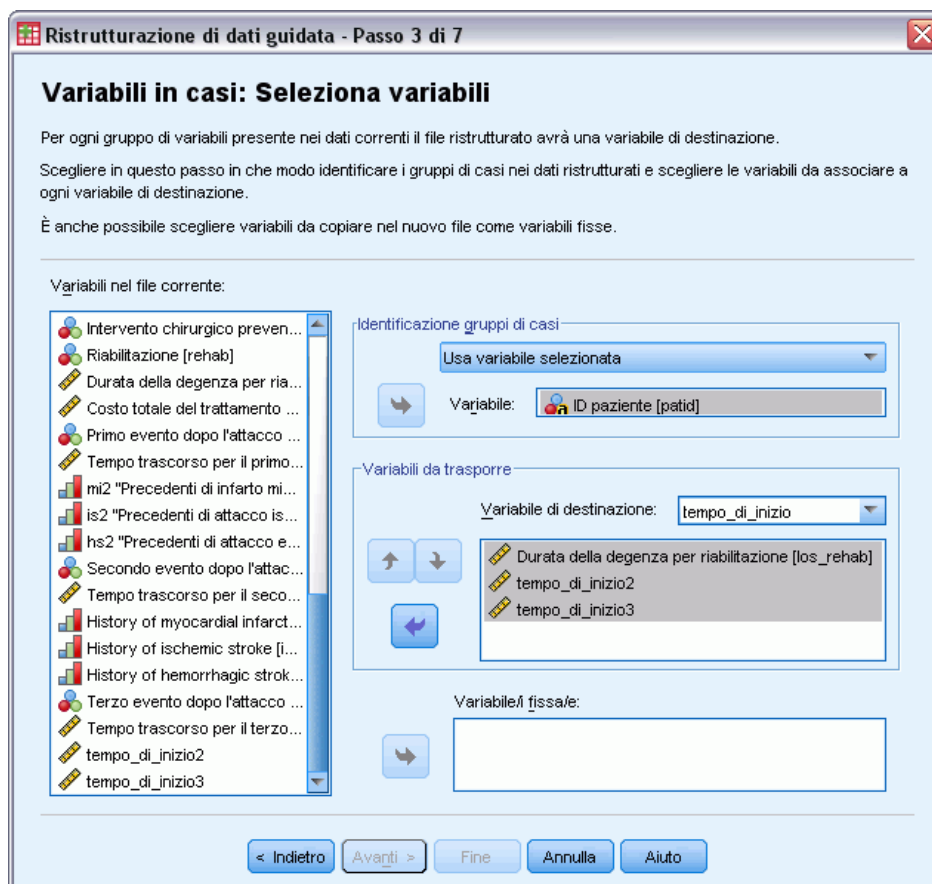 Ristrutturazione di dati guidata - Passo 3 di 7
Variabili in casi: Seleziona variabili
Per ogni gruppo di variabili presente nei dati correnti il file ristrutturato avrà una variabile di destinazione.
Scegliere in questo passo in che modo identificare i gruppi di casi nei dati ristrutturati e scegliere le variabili da associare a
ogni variabile di destinazione.
È anche possibile scegliere variabili da copiare nel nuovo file come variabili fisse.
Variabili nel file corrente:
Intervento chirurgico preven...
Riabilitazione [rehab]
Durata della degenza per ria...
Costo totale del trattamento ...
Primo evento dopo l'attacco ...
Tempo trascorso per il primo...
mi2 "Precedenti di infarto mi...
is2 "Precedenti di attacco is...
hs2 "Precedenti di attacco e...
Secondo evento dopo l'attac...
Tempo trascorso per il seco...
History of myocardial infarct...
History of ischemic stroke [i...
History of hemorrhagic strok...
Terzo evento dopo l'attacco ...
Tempo trascorso per il terzo...
tempo_di_inizio2
tempo_di_inizio3
Identificazione gruppi di casi
Usa variabile selezionata
Variabile:
ID paziente [patid]
Variabili da trasporre
Variabile di destinazione:
tempo_di_inizio
Durata della degenza per riabilitazione [los_rehab]
tempo_di_inizio2
tempo_di_inizio3
Variabile/i fissa/e:
< Indietro
Avanti >
Fine
Annulla
Aiuto